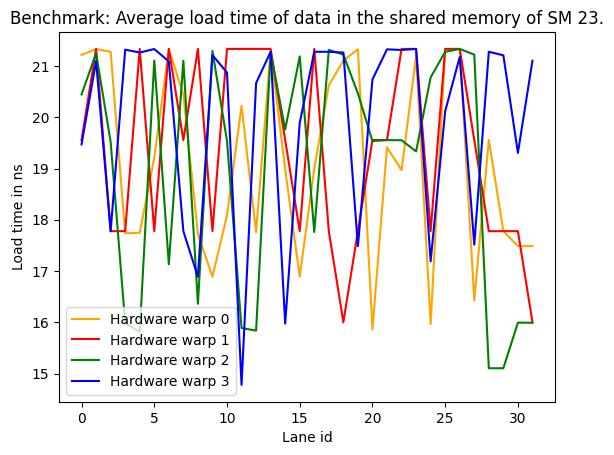 Benchmark: Average load time of data in the shared memory of SM 23.
21
20
19
18
17
16
15
Load time in ns
Hardware warp 0
Hardware warp 1
Hardware warp 2
Hardware warp 3
0 5 10 15 20 25 30
Lane id